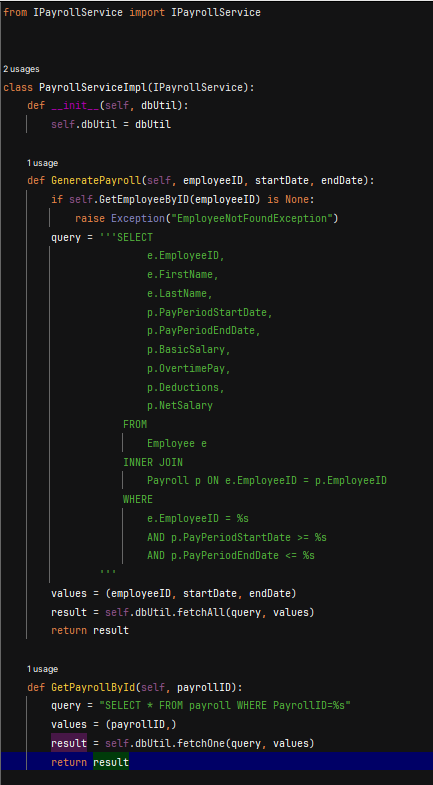 from IPayrollService import IPayrollService
2 usages
class PayrollServiceImpl(IPayrollService):
    def __init__(self, dbUtil):
        self.dbUtil = dbUtil
    1 usage
    def GeneratePayroll(self, employeeID, startDate, endDate):
        if self.GetEmployeeByID(employeeID) is None:
            raise Exception("EmployeeNotFoundException")
        query = '''SELECT
                        e.EmployeeID,
                        e.FirstName,
                        e.LastName,
                        p.PayPeriodStartDate,
                        p.PayPeriodEndDate,
                        p.BasicSalary,
                        p.OvertimePay,
                        p.Deductions,
                        p.NetSalary
                    FROM
                        Employee e
                    INNER JOIN
                        Payroll p ON e.EmployeeID = p.EmployeeID
                    WHERE
                        e.EmployeeID = %s
                        AND p.PayPeriodStartDate >= %s
                        AND p.PayPeriodEndDate <= %s
                '''
        values = (employeeID, startDate, endDate)
        result = self.dbUtil.fetchAll(query, values)
        return result
    1 usage
    def GetPayrollById(self, payrollID):
        query = "SELECT * FROM payroll WHERE PayrollID=%s"
        values = (payrollID,)
        result = self.dbUtil.fetchOne(query, values)
        return result